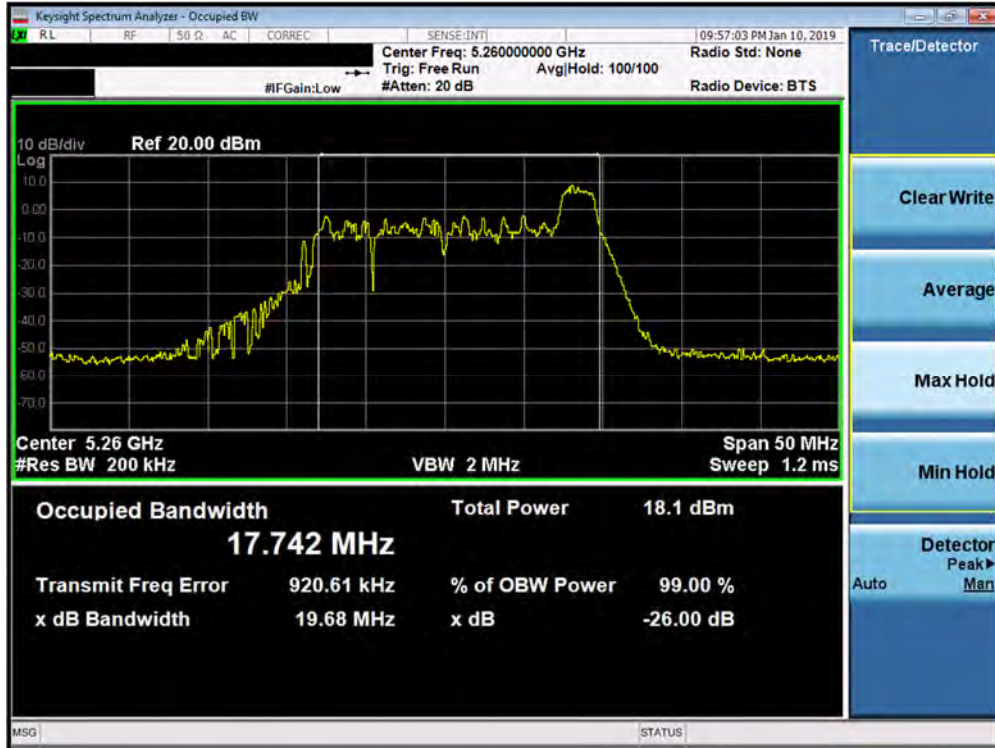 Keysight Spectrum Analyzer - Occupied BW
RL RF 50 Ω AC CORREC SENSE:INT 09:57:03 PM Jan 10, 2019
Center Freq: 5.260000000 GHz Radio Std: None
Trig: Free Run Avg|Hold: 100/100
#IFGain:Low #Atten: 20 dB Radio Device: BTS
Trace/Detector
10 dB/div Ref 20.00 dBm
Log
10.0
0.00
-10.0
-20.0
-30.0
-40.0
-50.0
-60.0
-70.0
Center 5.26 GHz Span 50 MHz
#Res BW 200 kHz VBW 2 MHz Sweep 1.2 ms
Occupied Bandwidth Total Power 18.1 dBm
17.742 MHz
Transmit Freq Error 920.61 kHz % of OBW Power 99.00 %
x dB Bandwidth 19.68 MHz x dB -26.00 dB
Clear Write
Average
Max Hold
Min Hold
Detector
Peak▶
Auto Man
MSG STATUS